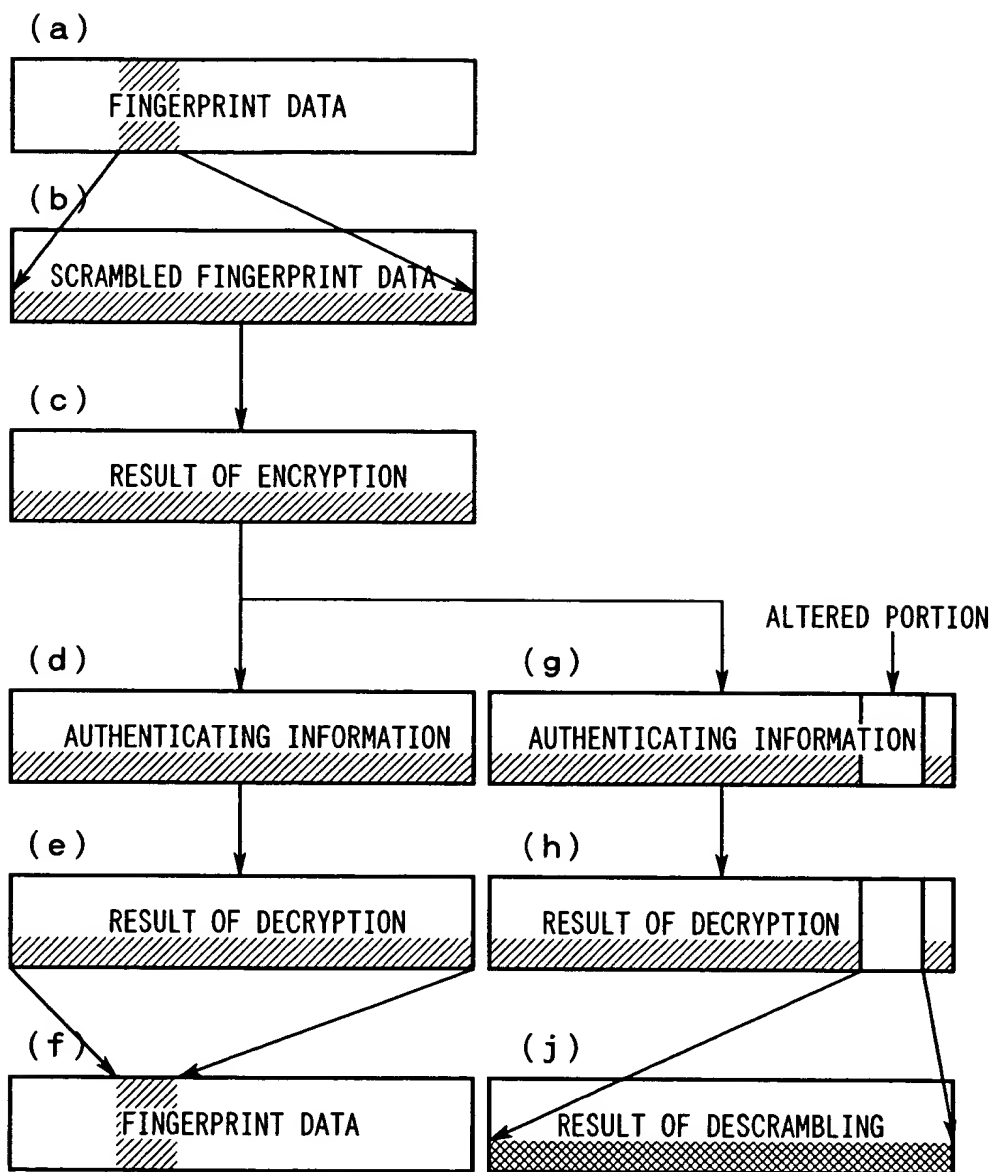 (a)
FINGERPRINT DATA
(b)
SCRAMBLED FINGERPRINT DATA
(c)
RESULT OF ENCRYPTION
ALTERED PORTION
(d)
(g)
AUTHENTICATING INFORMATION
AUTHENTICATING INFORMATION
(e)
(h)
RESULT OF DECRYPTION
RESULT OF DECRYPTION
(f)
(j)
FINGERPRINT DATA
RESULT OF DESCRAMBLING